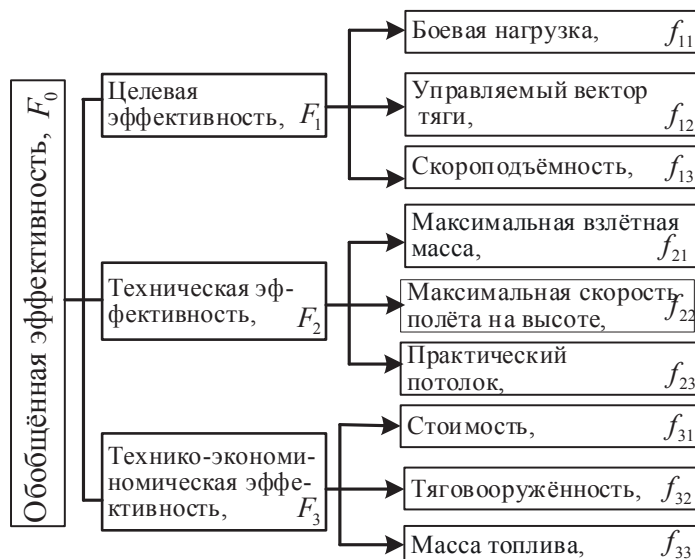 Обобщённая эффективность, F₀
Целевая
эффективность, F₁
Боевая нагрузка, f₁₁
Управляемый вектор
тяги, f₁₂
Скороподъёмность, f₁₃
Техническая эф-
фективность, F₂
Максимальная взлётная
масса, f₂₁
Максимальная скорость
полёта на высоте, f₂₂
Практический
потолок, f₂₃
Технико-экономи-
номическая эффе-
ктивность, F₃
Стоимость, f₃₁
Тяговооружённость, f₃₂
Масса топлива, f₃₃